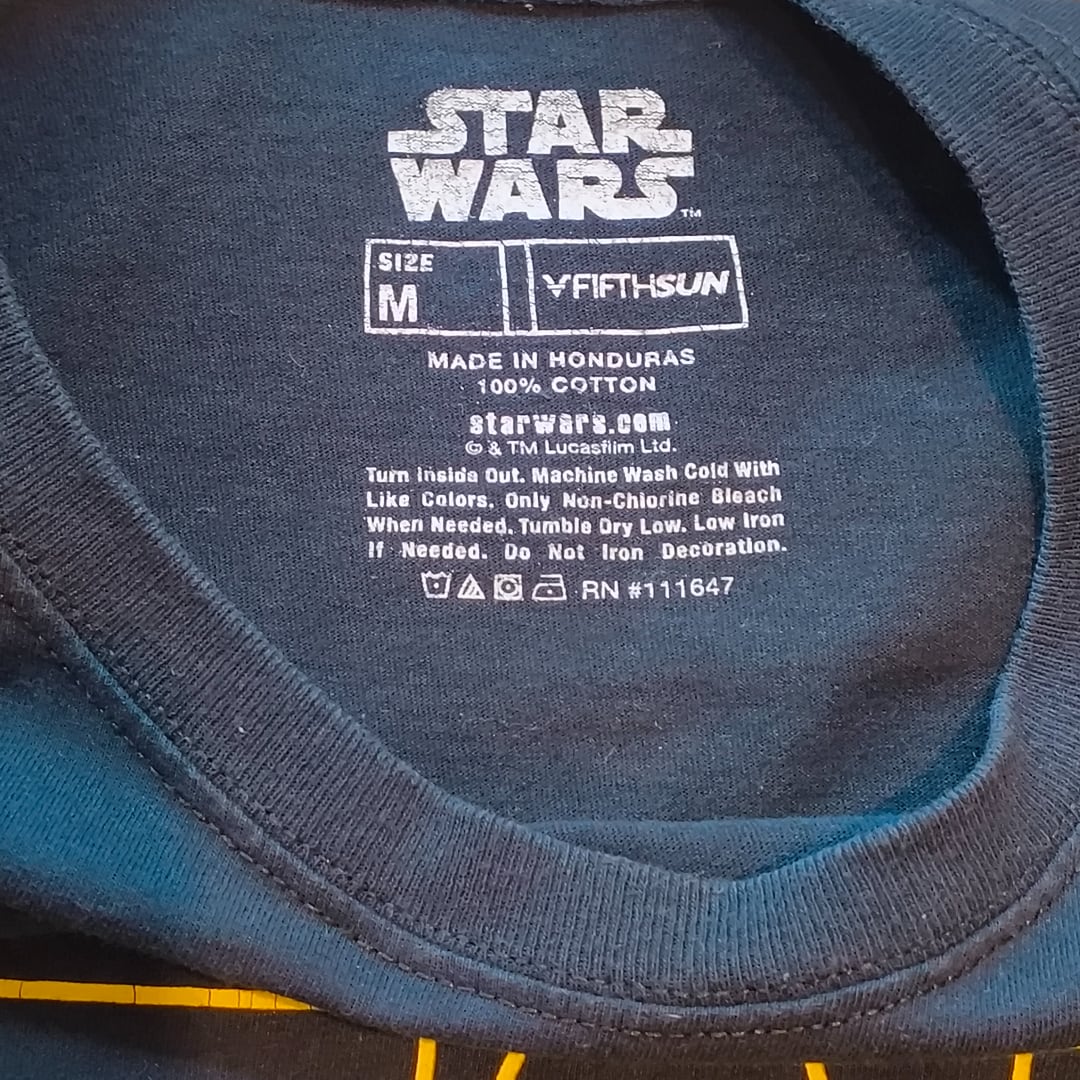 STAR
WARS™
SIZE
M
FIFTHSUN
MADE IN HONDURAS
100% COTTON
starwars.com
© & TM Lucasfilm Ltd.
Turn Inside Out. Machine Wash Cold With
Like Colors. Only Non-Chlorine Bleach
When Needed. Tumble Dry Low. Low Iron
If Needed. Do Not Iron Decoration.
RN #111647